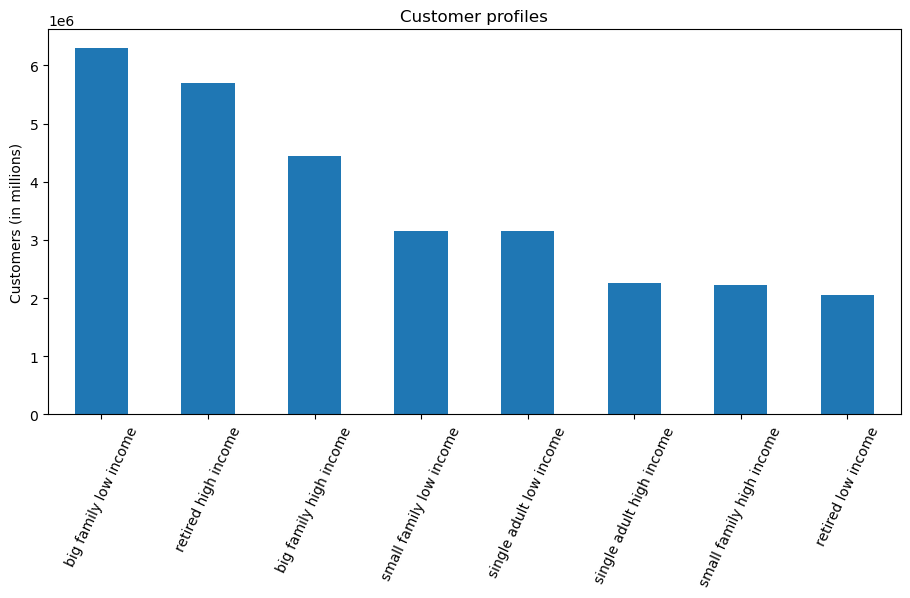 Customer profiles
1e6
Customers (in millions)
6
5
4
3
2
1
0
big family low income
retired high income
big family high income
small family low income
single adult low income
single adult high income
small family high income
retired low income